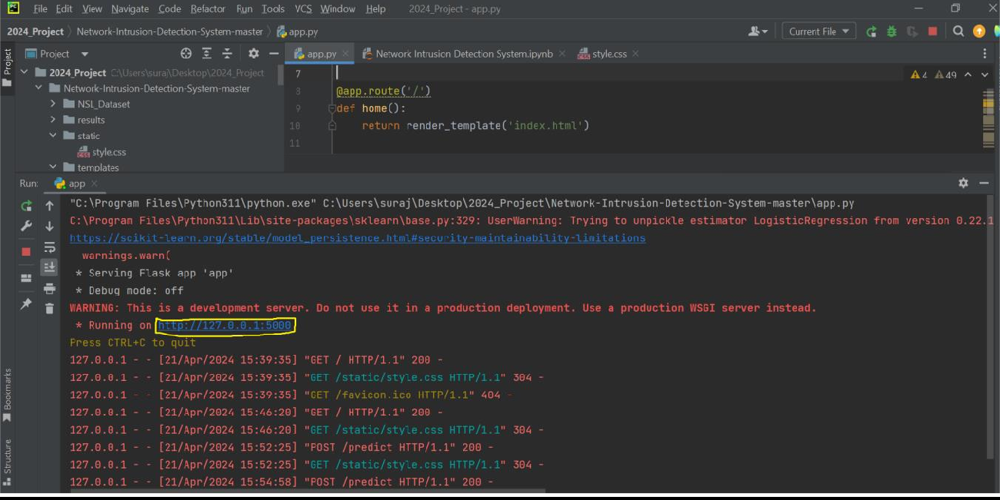 File Edit View Navigate Code Refactor Run Tools VCS Window Help 2024_Project - app.py
2024_Project Network-Intrusion-Detection-System-master app.py Current File
Project
Project
app.py Network Intrusion Detection System.ipynb style.css
2024_Project C:\Users\suraj\Desktop\2024_Project
Network-Intrusion-Detection-System-master
NSL_Dataset
results
static
style.css
templates
7
4 49
8 @app.route('/')
9 def home():
10 return render_template('index.html')
11
Run: app
"C:\Program Files\Python311\python.exe" C:\Users\suraj\Desktop\2024_Project\Network-Intrusion-Detection-System-master\app.py
C:\Program Files\Python311\Lib\site-packages\sklearn\base.py:329: UserWarning: Trying to unpickle estimator LogisticRegression from version 0.22.1
https://scikit-learn.org/stable/model_persistence.html#security-maintainability-limitations
warnings.warn(
* Serving Flask app 'app'
* Debug mode: off
WARNING: This is a development server. Do not use it in a production deployment. Use a production WSGI server instead.
* Running on http://127.0.0.1:5000
Press CTRL+C to quit
127.0.0.1 - - [21/Apr/2024 15:39:35] "GET / HTTP/1.1" 200 -
127.0.0.1 - - [21/Apr/2024 15:39:35] "GET /static/style.css HTTP/1.1" 304 -
127.0.0.1 - - [21/Apr/2024 15:39:35] "GET /favicon.ico HTTP/1.1" 404 -
127.0.0.1 - - [21/Apr/2024 15:46:20] "GET / HTTP/1.1" 200 -
127.0.0.1 - - [21/Apr/2024 15:46:20] "GET /static/style.css HTTP/1.1" 304 -
127.0.0.1 - - [21/Apr/2024 15:52:25] "POST /predict HTTP/1.1" 200 -
127.0.0.1 - - [21/Apr/2024 15:52:25] "GET /static/style.css HTTP/1.1" 304 -
127.0.0.1 - - [21/Apr/2024 15:54:58] "POST /predict HTTP/1.1" 200 -
Bookmarks
Structure